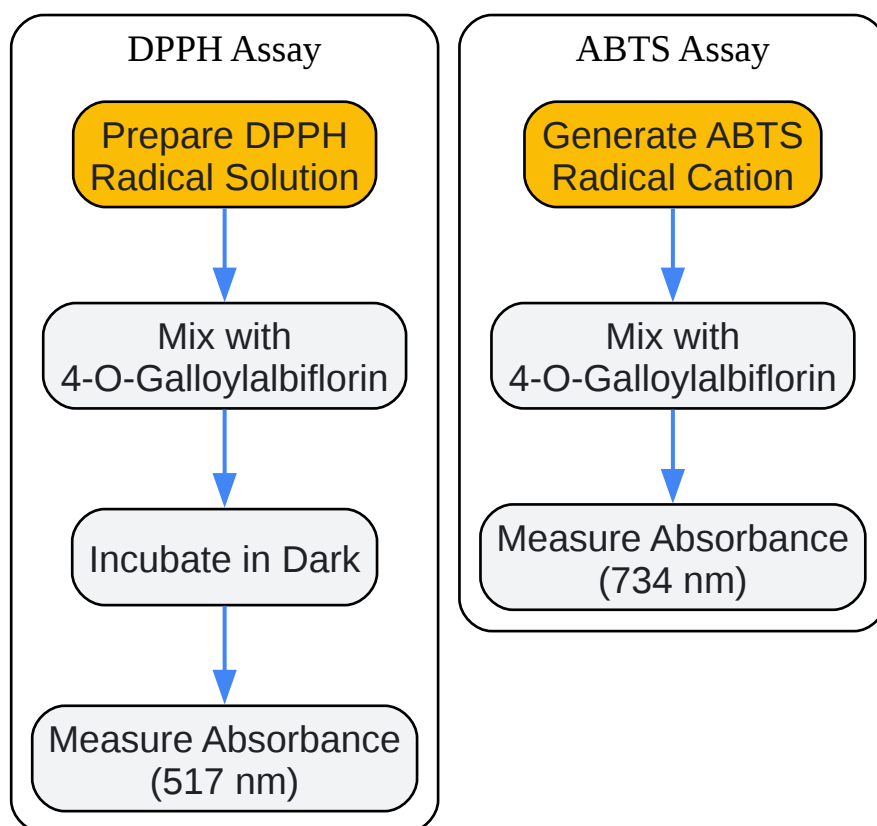 DPPH Assay
Prepare DPPH
Radical Solution
Mix with
4-O-Galloylalbiflorin
Incubate in Dark
Measure Absorbance
(517 nm)
ABTS Assay
Generate ABTS
Radical Cation
Mix with
4-O-Galloylalbiflorin
Measure Absorbance
(734 nm)